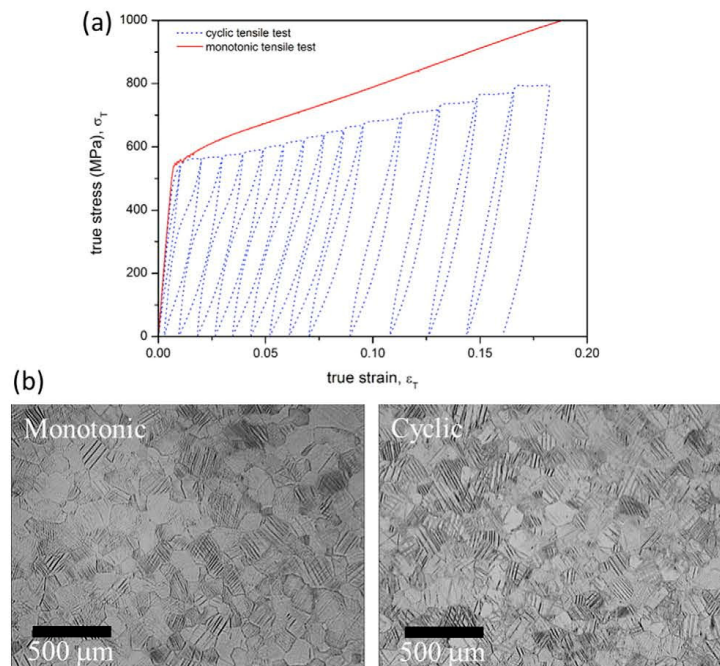 (a)
1000
800
600
400
200
0
true stress (MPa), σT
cyclic tensile test
monotonic tensile test
0.00
0.05
0.10
0.15
0.20
true strain, εT
(b)
Monotonic
500 μm
Cyclic
500 μm